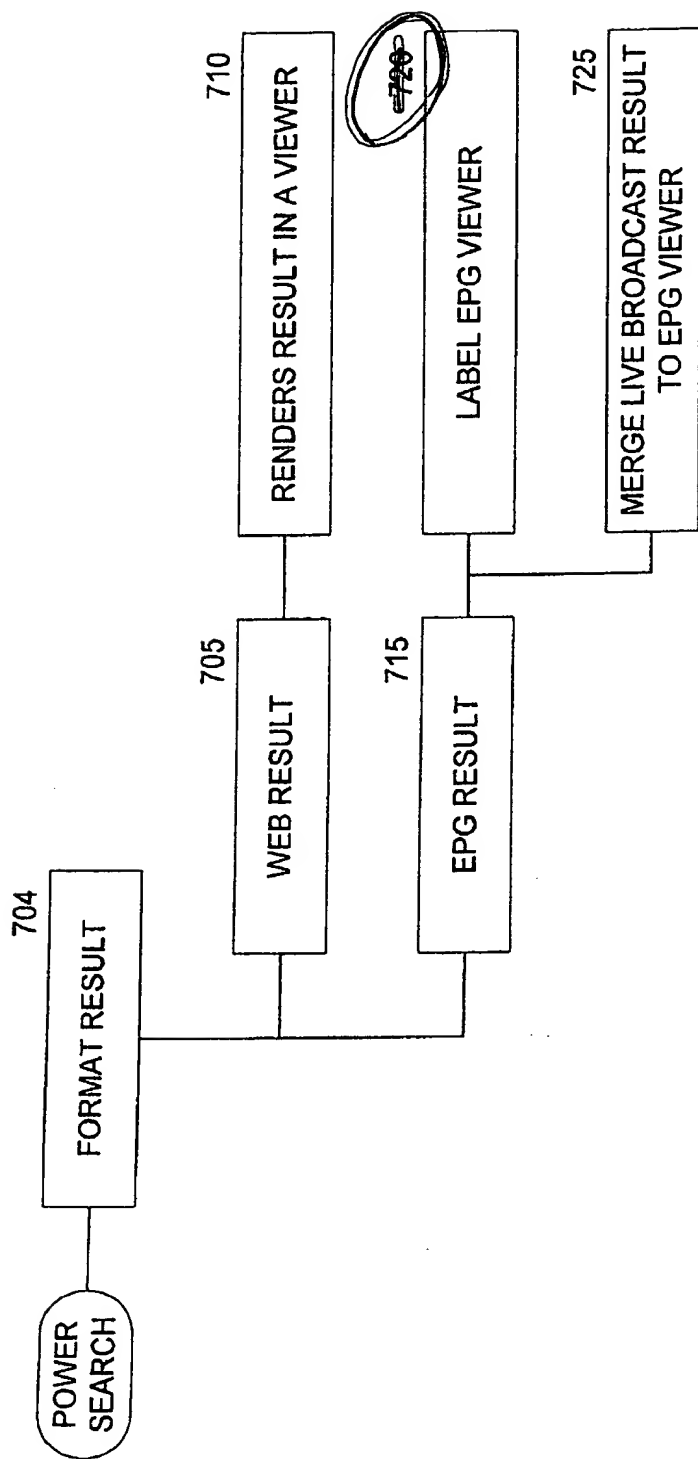 POWER
SEARCH
704
FORMAT RESULT
705
WEB RESULT
710
RENDERS RESULT IN A VIEWER
715
EPG RESULT
720
LABEL EPG VIEWER
725
MERGE LIVE BROADCAST RESULT
TO EPG VIEWER